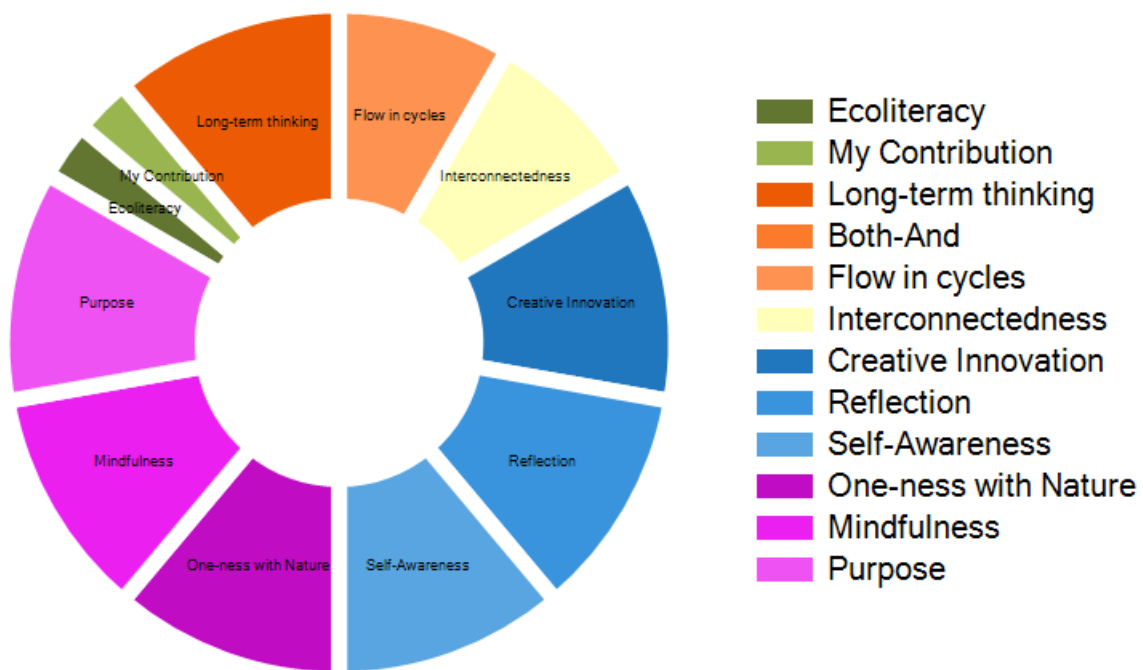 Long-term thinking
Flow in cycles
My Contribution
Interconnectedness
Ecoliteracy
Purpose
Creative Innovation
Mindfulness
Reflection
One-ness with Nature
Self-Awareness
Ecoliteracy
My Contribution
Long-term thinking
Both-And
Flow in cycles
Interconnectedness
Creative Innovation
Reflection
Self-Awareness
One-ness with Nature
Mindfulness
Purpose